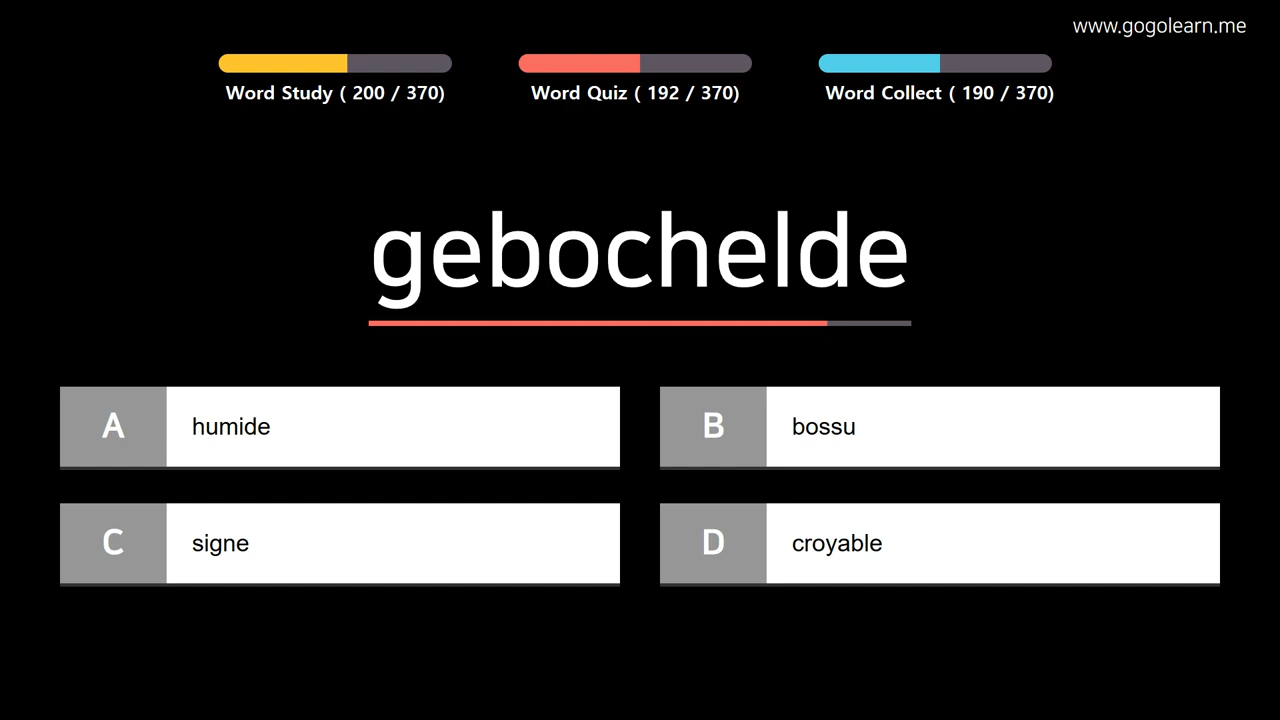 www.gogolearn.me
Word Study ( 200 / 370)
Word Quiz ( 192 / 370)
Word Collect ( 190 / 370)
gebochelde
A humide
B bossu
C signe
D croyable